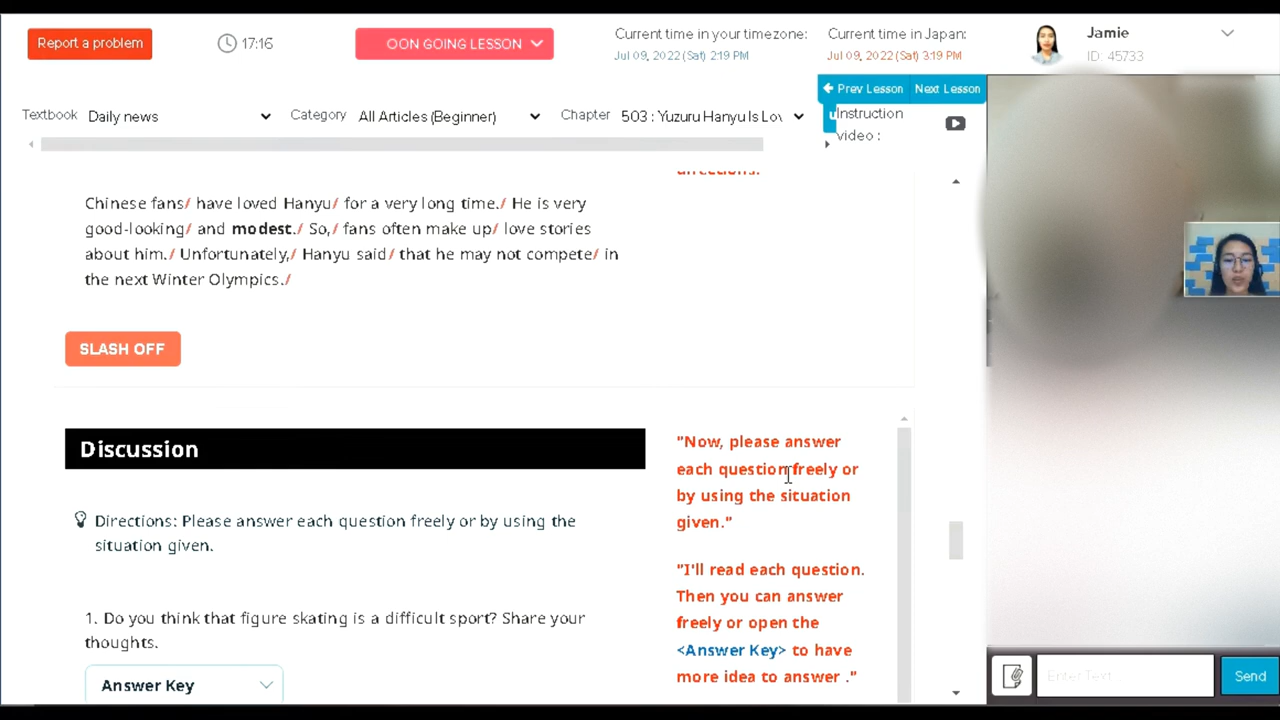 Report a problem
17:16
OON GOING LESSON
Current time in your timezone:
Jul 09, 2022 (Sat) 2:19 PM
Current time in Japan:
Jul 09, 2022 (Sat) 3:19 PM
Jamie
ID: 45733
Prev Lesson
Next Lesson
Textbook
Daily news
Category
All Articles (Beginner)
Chapter
503 : Yuzuru Hanyu Is Lov
Instruction
video :
directions."
Chinese fans/ have loved Hanyu/ for a very long time./ He is very
good-looking/ and modest./ So,/ fans often make up/ love stories
about him./ Unfortunately,/ Hanyu said/ that he may not compete/ in
the next Winter Olympics./
SLASH OFF
Discussion
Directions: Please answer each question freely or by using the
situation given.
1. Do you think that figure skating is a difficult sport? Share your
thoughts.
Answer Key
"Now, please answer
each question freely or
by using the situation
given."
"I'll read each question.
Then you can answer
freely or open the
<Answer Key> to have
more idea to answer ."
Enter Text
Send